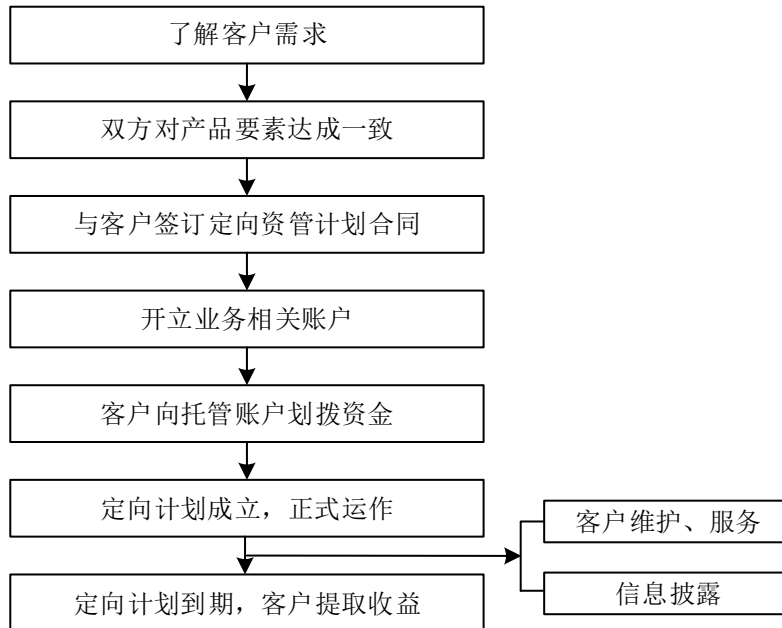 了解客户需求
双方对产品要素达成一致
与客户签订定向资管计划合同
开立业务相关账户
客户向托管账户划拨资金
定向计划成立，正式运作
客户维护、服务
信息披露
定向计划到期，客户提取收益